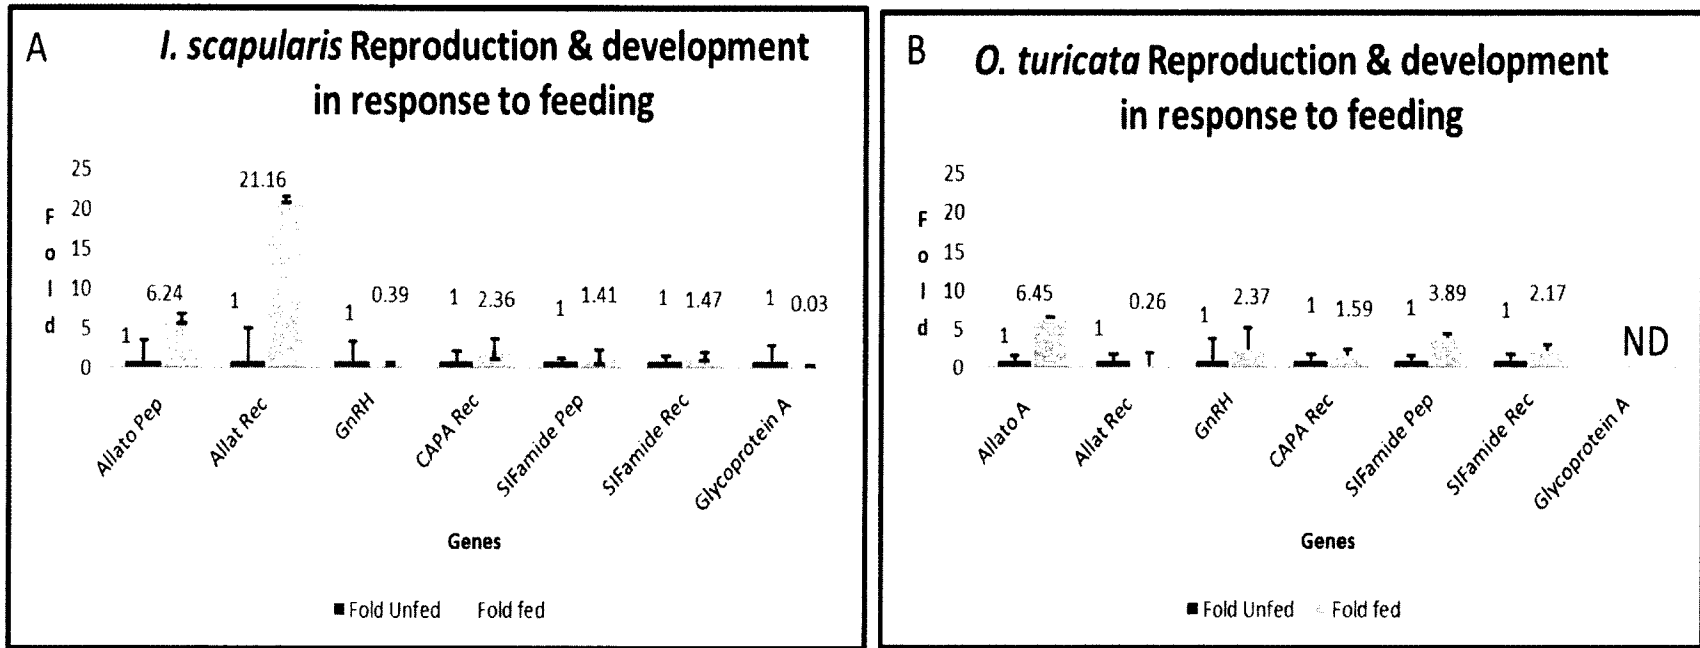 A
I. scapularis Reproduction & development
in response to feeding
25
20
15
10
5
0
Fold
1
6.24
1
21.16
1
0.39
1
2.36
1
1.41
1
1.47
1
0.03
Allato Pep
Allat Rec
GnRH
CAPA Rec
SIFamide Pep
SIFamide Rec
Glycoprotein A
Genes
Fold Unfed
Fold fed
B
O. turicata Reproduction & development
in response to feeding
25
20
15
10
5
0
Fold
1
6.45
1
0.26
1
2.37
1
1.59
1
3.89
1
2.17
ND
Allato A
Allat Rec
GnRH
CAPA Rec
SIFamide Pep
SIFamide Rec
Glycoprotein A
Genes
Fold Unfed
Fold fed